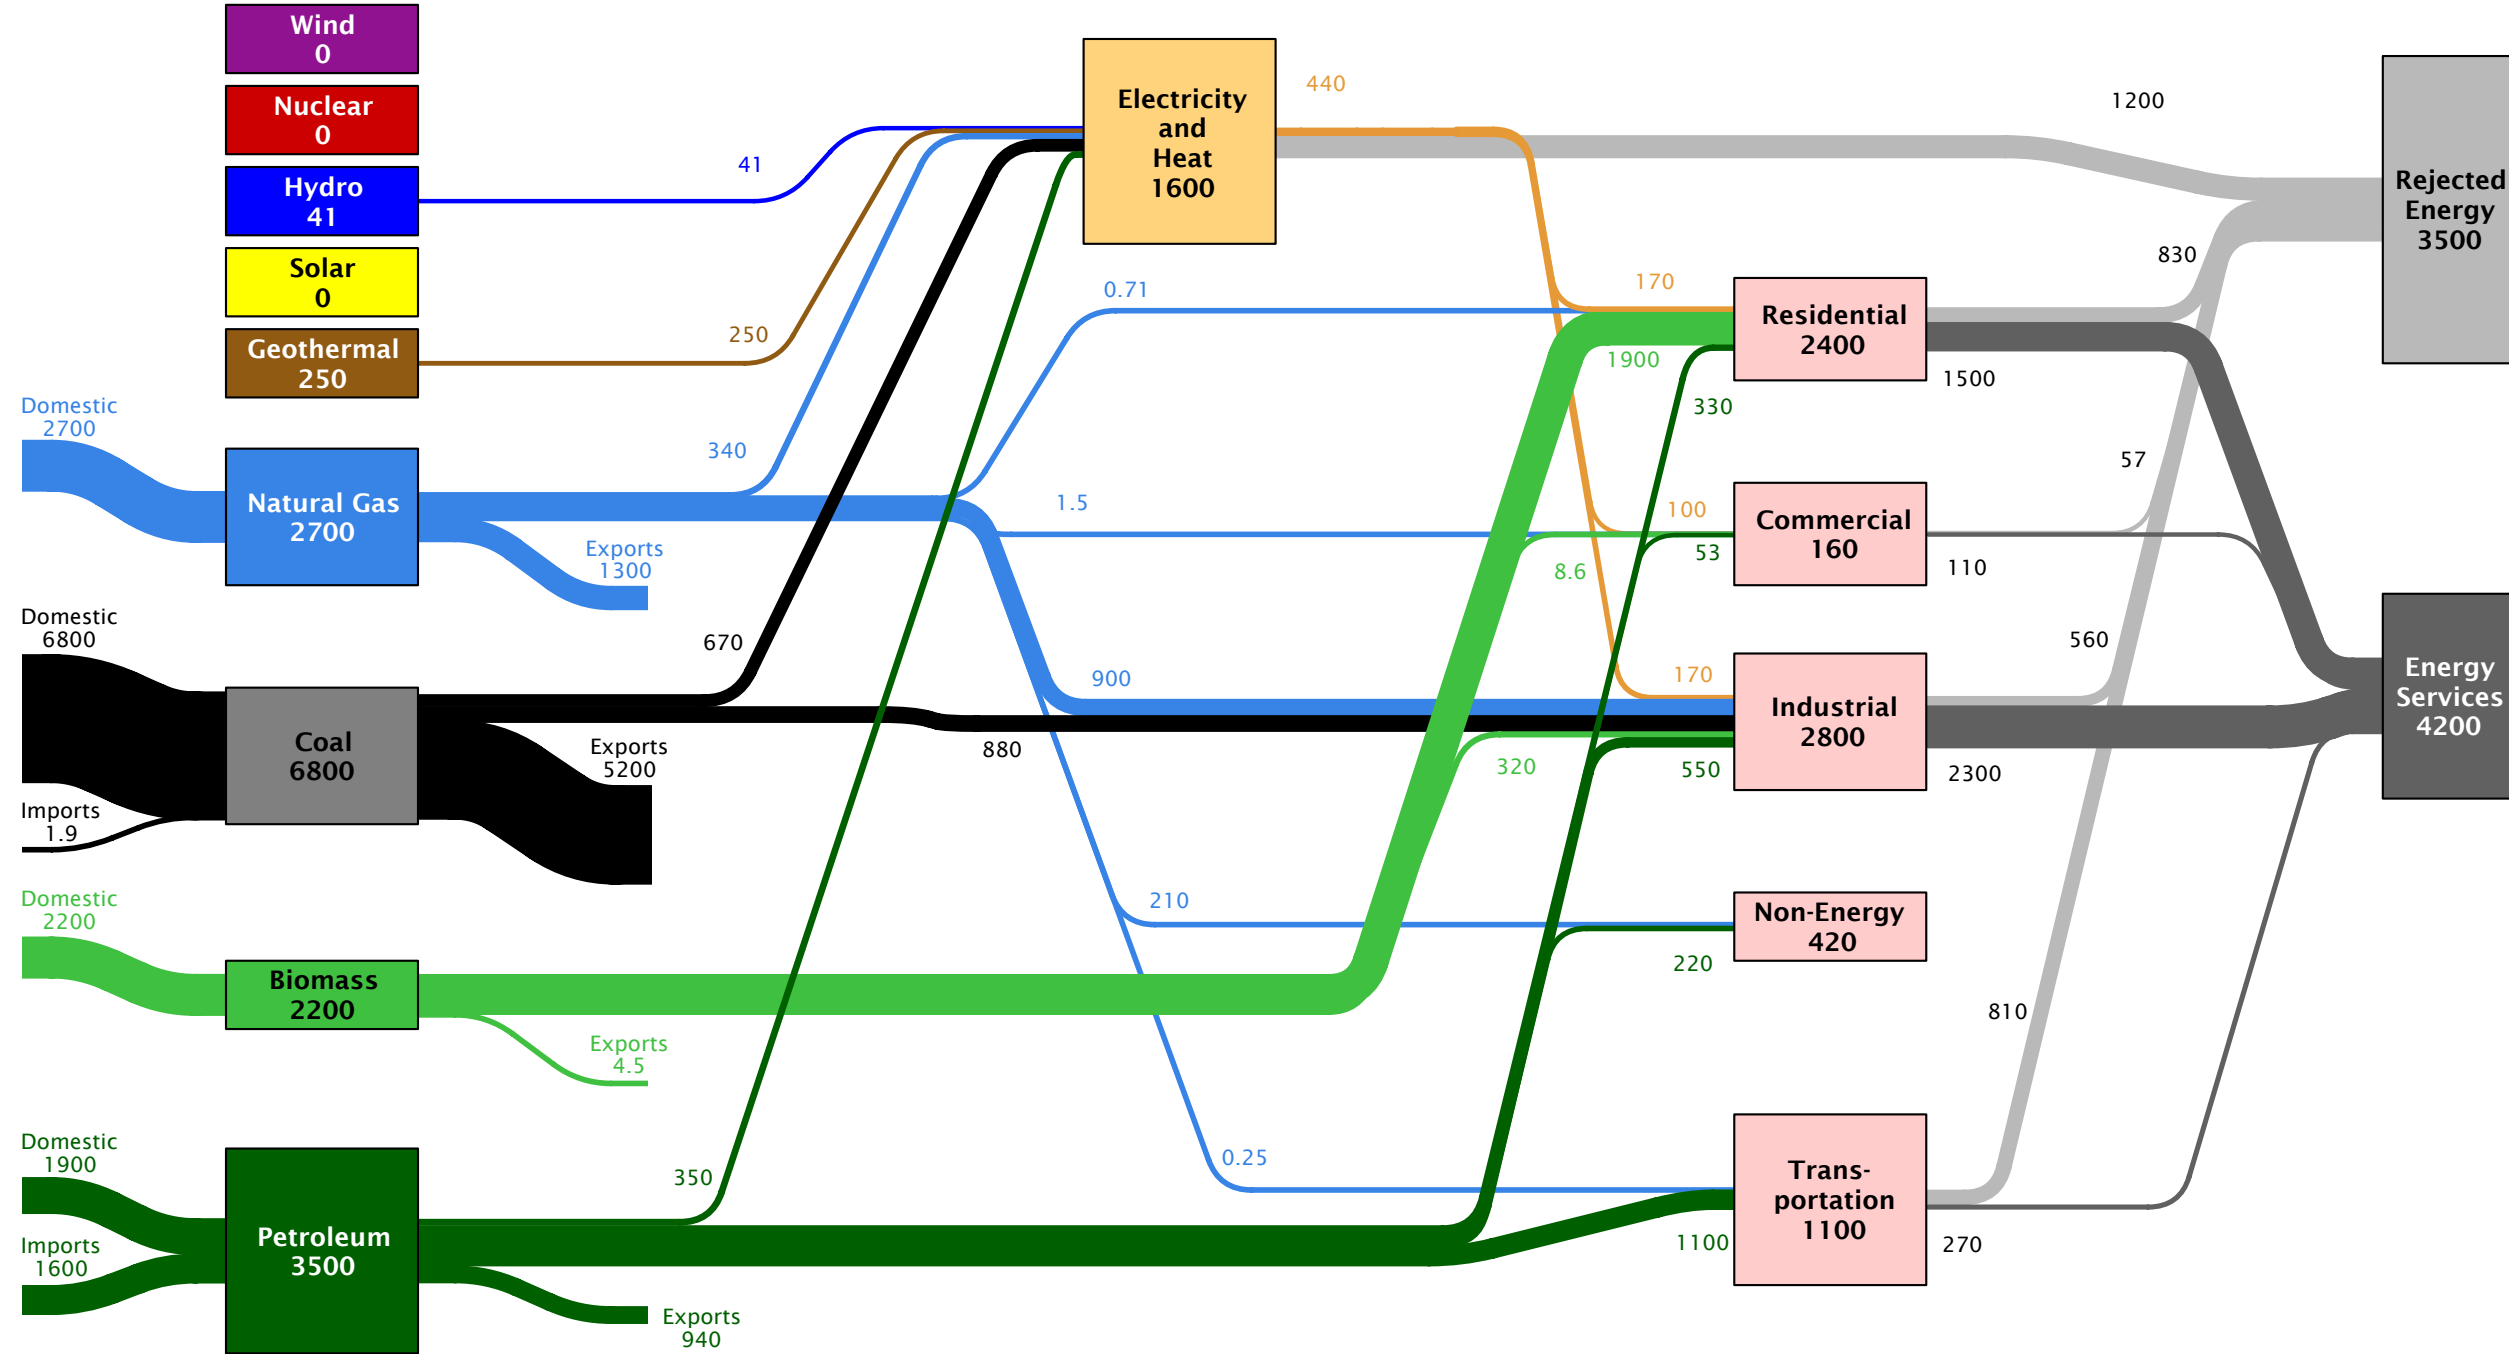 Wind
0
Nuclear
0
Hydro
41
Solar
0
Geothermal
250
Domestic
2700
Natural Gas
2700
Exports
1300
Domestic
6800
Imports
1.9
Coal
6800
Exports
5200
Domestic
2200
Biomass
2200
Exports
4.5
Domestic
1900
Imports
1600
Petroleum
3500
Exports
940
41
250
340
670
350
Electricity
and
Heat
1600
440
0.71
1.5
900
880
210
0.25
170
1900
330
100
8.6
53
170
320
550
220
1100
Residential
2400
Commercial
160
Industrial
2800
Non-Energy
420
Trans-
portation
1100
1200
830
1500
57
110
560
2300
810
270
Rejected
Energy
3500
Energy
Services
4200